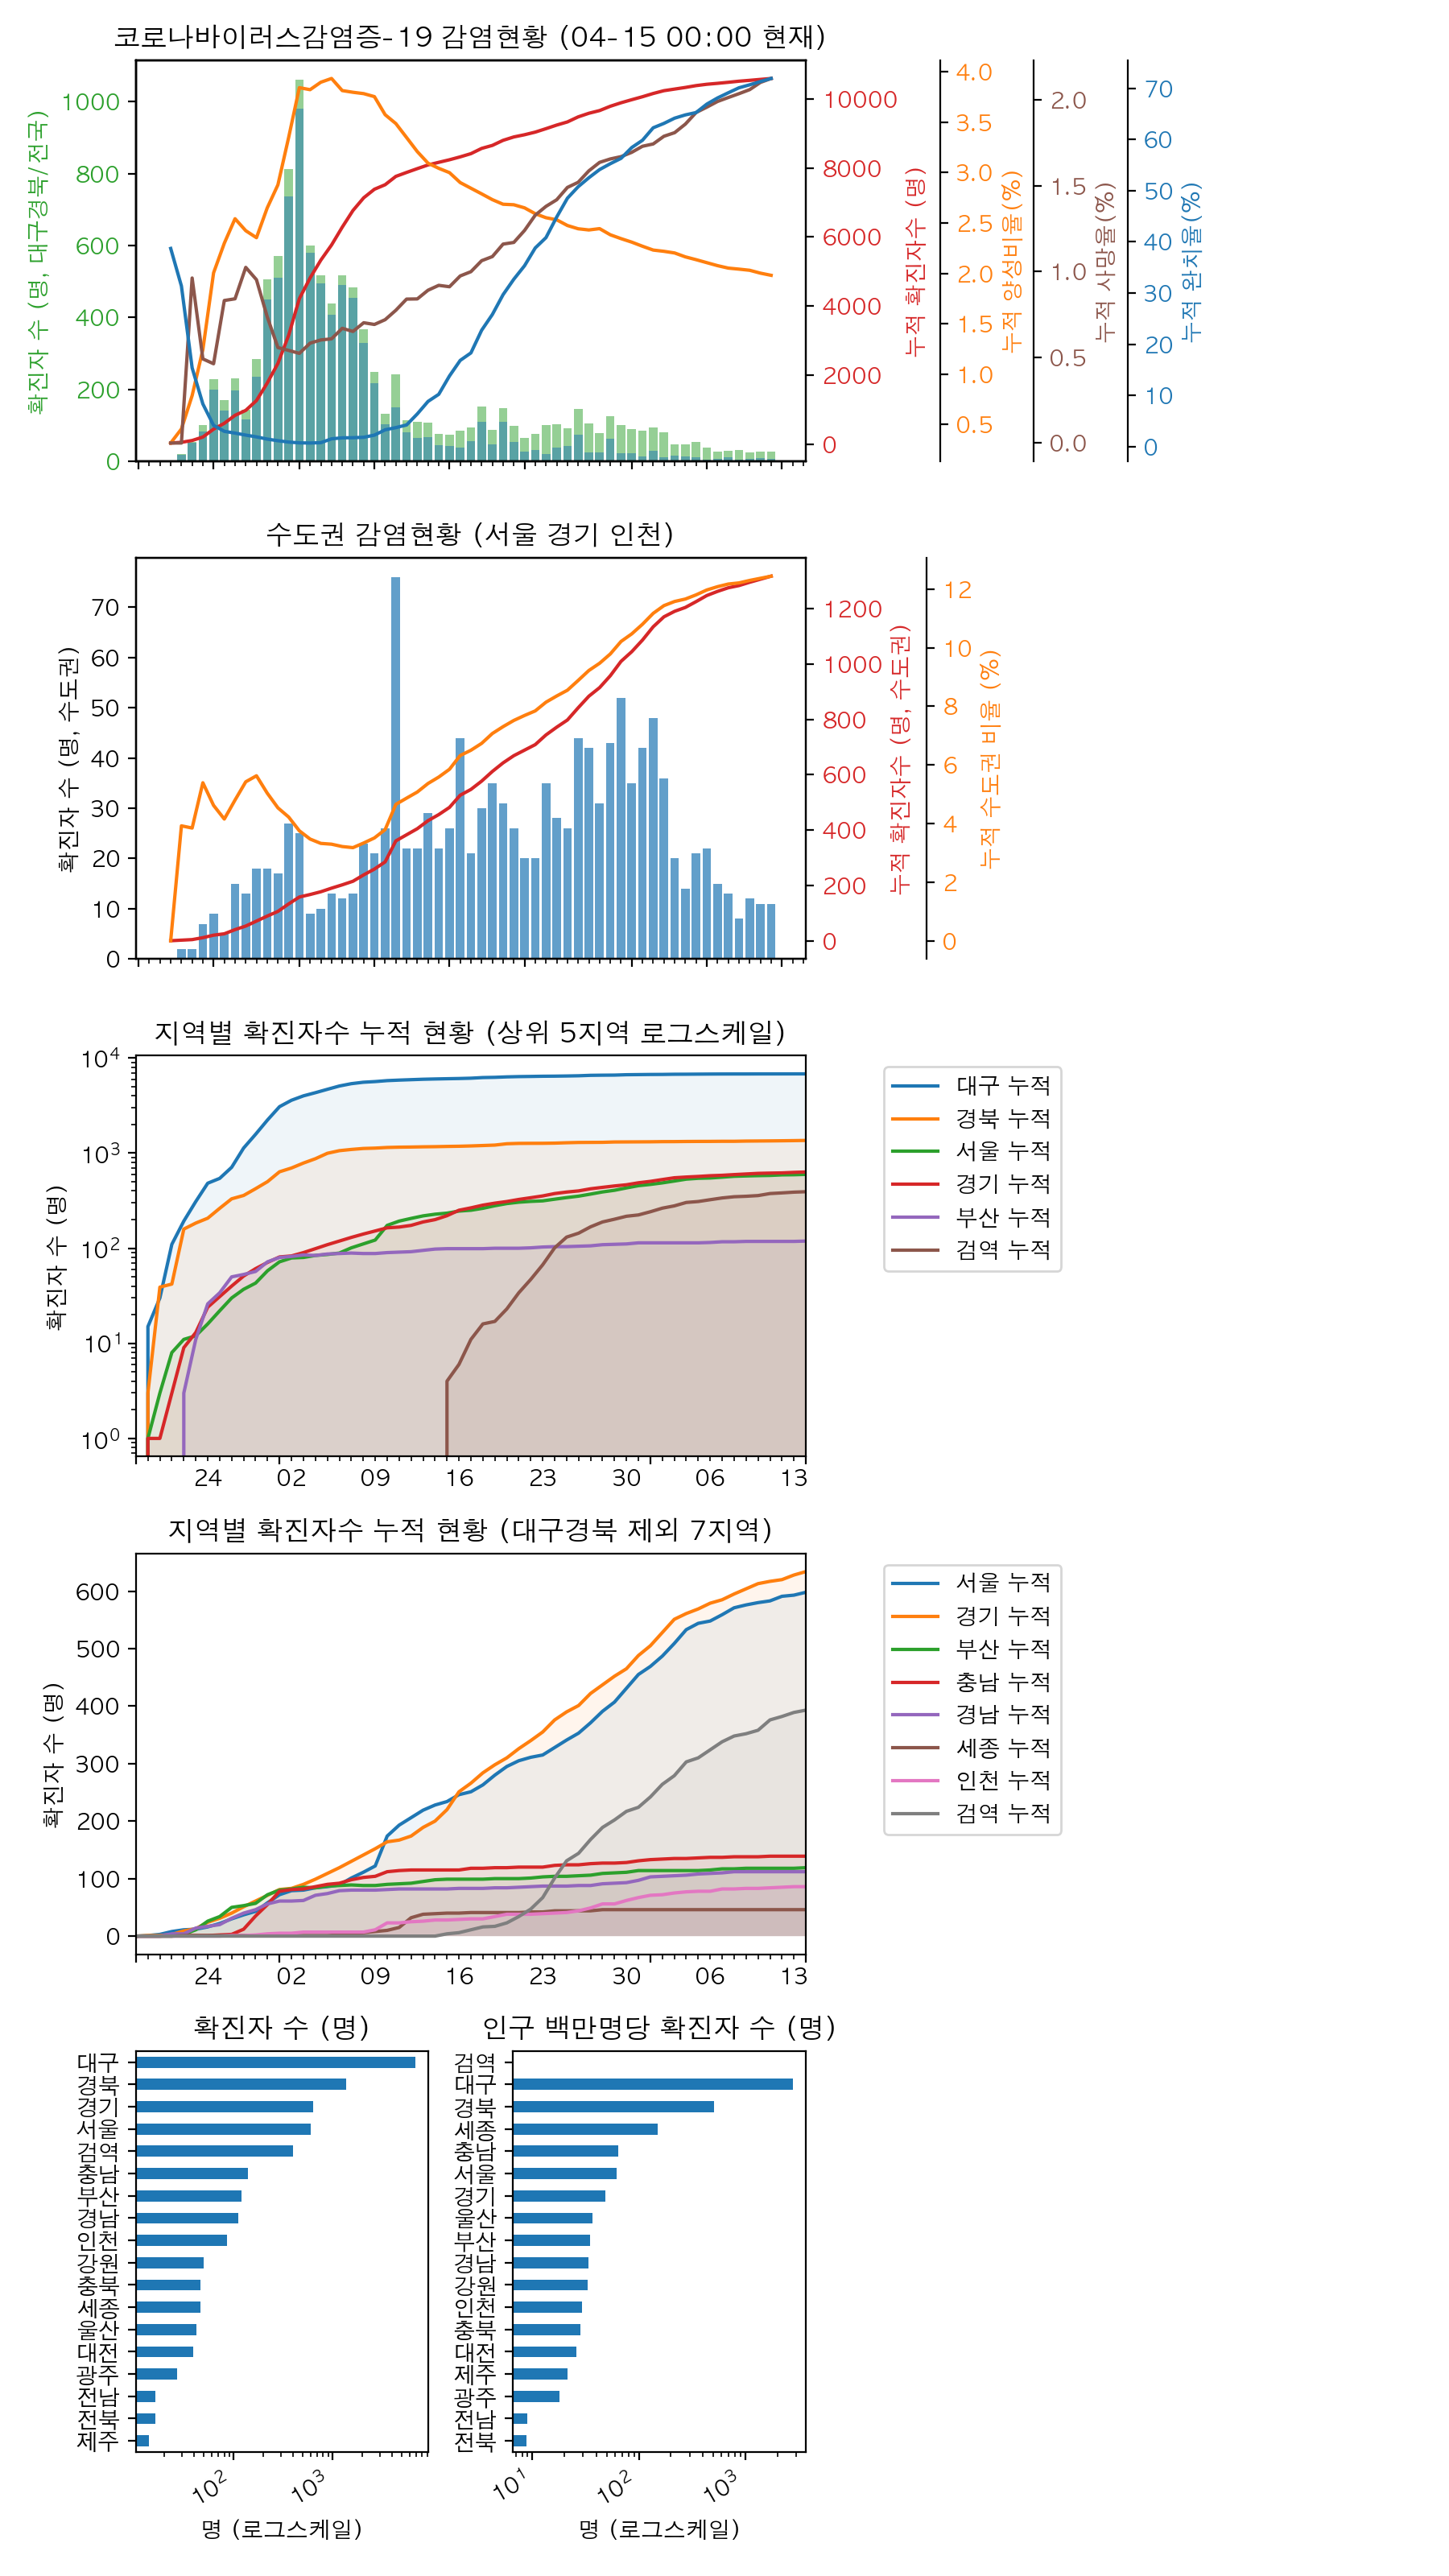 코로나바이러스감염증-19 감염현황 (04-15 00:00 현재)
확진자 수 (명, 대구경북/전국)
1000
800
600
400
200
0
10000
8000
6000
4000
2000
0
누적 확진자수 (명)
4.0
3.5
3.0
2.5
2.0
1.5
1.0
0.5
누적 양성비율(%)
2.0
1.5
1.0
0.5
0.0
누적 사망율(%)
70
60
50
40
30
20
10
0
누적 완치율(%)
수도권 감염현황 (서울 경기 인천)
확진자 수 (명, 수도권)
70
60
50
40
30
20
10
0
1200
1000
800
600
400
200
0
누적 확진자수 (명, 수도권)
12
10
8
6
4
2
0
누적 수도권 비율 (%)
지역별 확진자수 누적 현황 (상위 5지역 로그스케일)
확진자 수 (명)
10⁴
10³
10²
10¹
10⁰
24 02 09 16 23 30 06 13
대구 누적
경북 누적
서울 누적
경기 누적
부산 누적
검역 누적
지역별 확진자수 누적 현황 (대구경북 제외 7지역)
확진자 수 (명)
600
500
400
300
200
100
0
24 02 09 16 23 30 06 13
서울 누적
경기 누적
부산 누적
충남 누적
경남 누적
세종 누적
인천 누적
검역 누적
확진자 수 (명)
대구
경북
경기
서울
검역
충남
부산
경남
인천
강원
충북
세종
울산
대전
광주
전남
전북
제주
10² 10³
명 (로그스케일)
인구 백만명당 확진자 수 (명)
검역
대구
경북
세종
충남
서울
경기
울산
부산
경남
강원
인천
충북
대전
제주
광주
전남
전북
10¹ 10² 10³
명 (로그스케일)